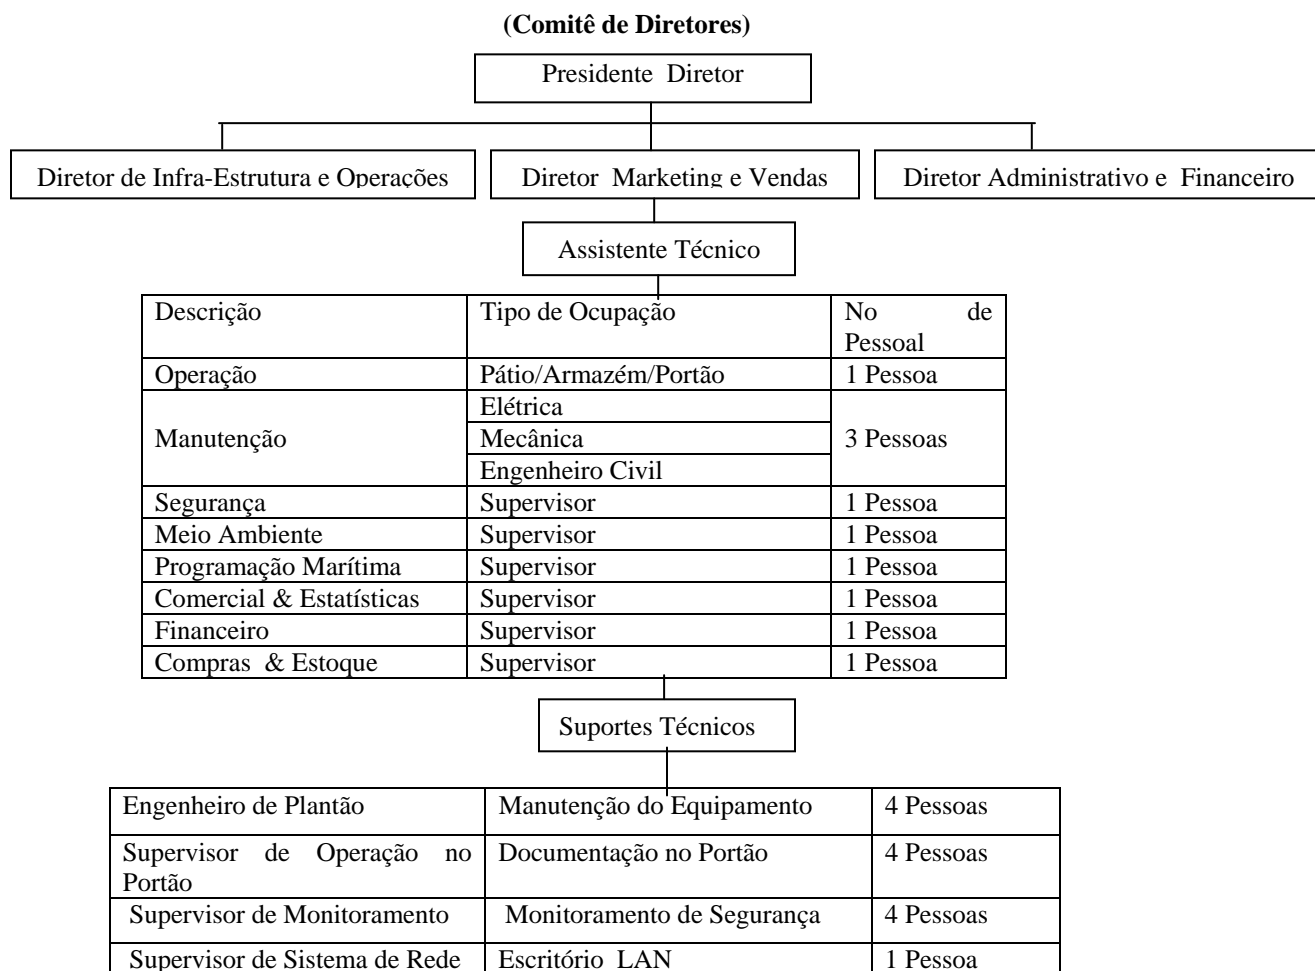 (Comitê de Diretores)
Presidente Diretor
Diretor de Infra-Estrutura e Operações
Diretor Marketing e Vendas
Diretor Administrativo e Financeiro
Assistente Técnico
Descrição Tipo de Ocupação No de
Pessoal
Operação Pátio/Armazém/Portão 1 Pessoa
Elétrica
Manutenção Mecânica 3 Pessoas
Engenheiro Civil
Segurança Supervisor 1 Pessoa
Meio Ambiente Supervisor 1 Pessoa
Programação Marítima Supervisor 1 Pessoa
Comercial & Estatísticas Supervisor 1 Pessoa
Financeiro Supervisor 1 Pessoa
Compras & Estoque Supervisor 1 Pessoa
Suportes Técnicos
Engenheiro de Plantão Manutenção do Equipamento 4 Pessoas
Supervisor de Operação no Documentação no Portão 4 Pessoas
Portão
Supervisor de Monitoramento Monitoramento de Segurança 4 Pessoas
Supervisor de Sistema de Rede Escritório LAN 1 Pessoa